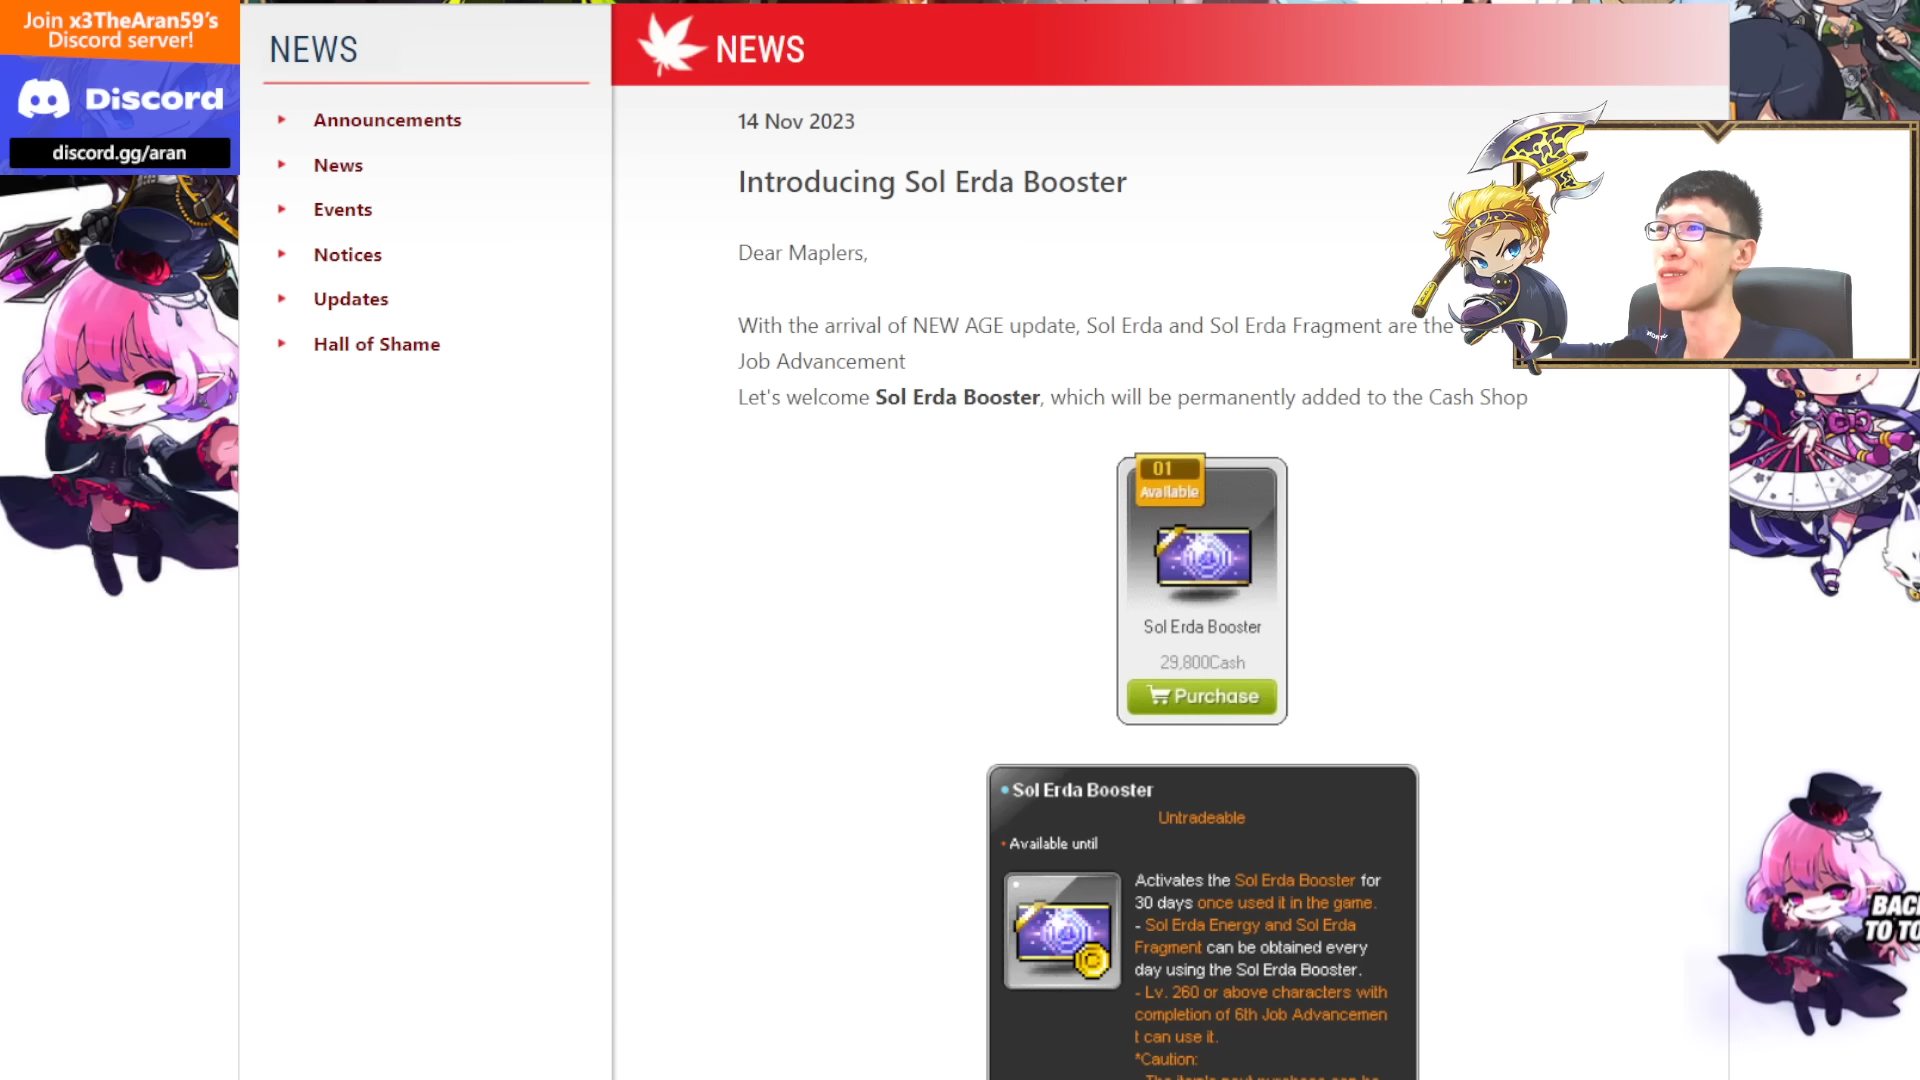 Join x3TheAran59's
Discord server!
Discord
discord.gg/aran
NEWS
Announcements
News
Events
Notices
Updates
Hall of Shame
NEWS
14 Nov 2023
Introducing Sol Erda Booster
Dear Maplers,
With the arrival of NEW AGE update, Sol Erda and Sol Erda Fragment are the
Job Advancement
Let's welcome Sol Erda Booster, which will be permanently added to the Cash Shop
01
Available
Sol Erda Booster
29,800Cash
Purchase
Sol Erda Booster
Untradeable
Available until
Activates the Sol Erda Booster for
30 days once used it in the game.
- Sol Erda Energy and Sol Erda
Fragment can be obtained every
day using the Sol Erda Booster.
- Lv. 260 or above characters with
completion of 6th Job Advancemen
t can use it.
*Caution:
BACK
TO TO